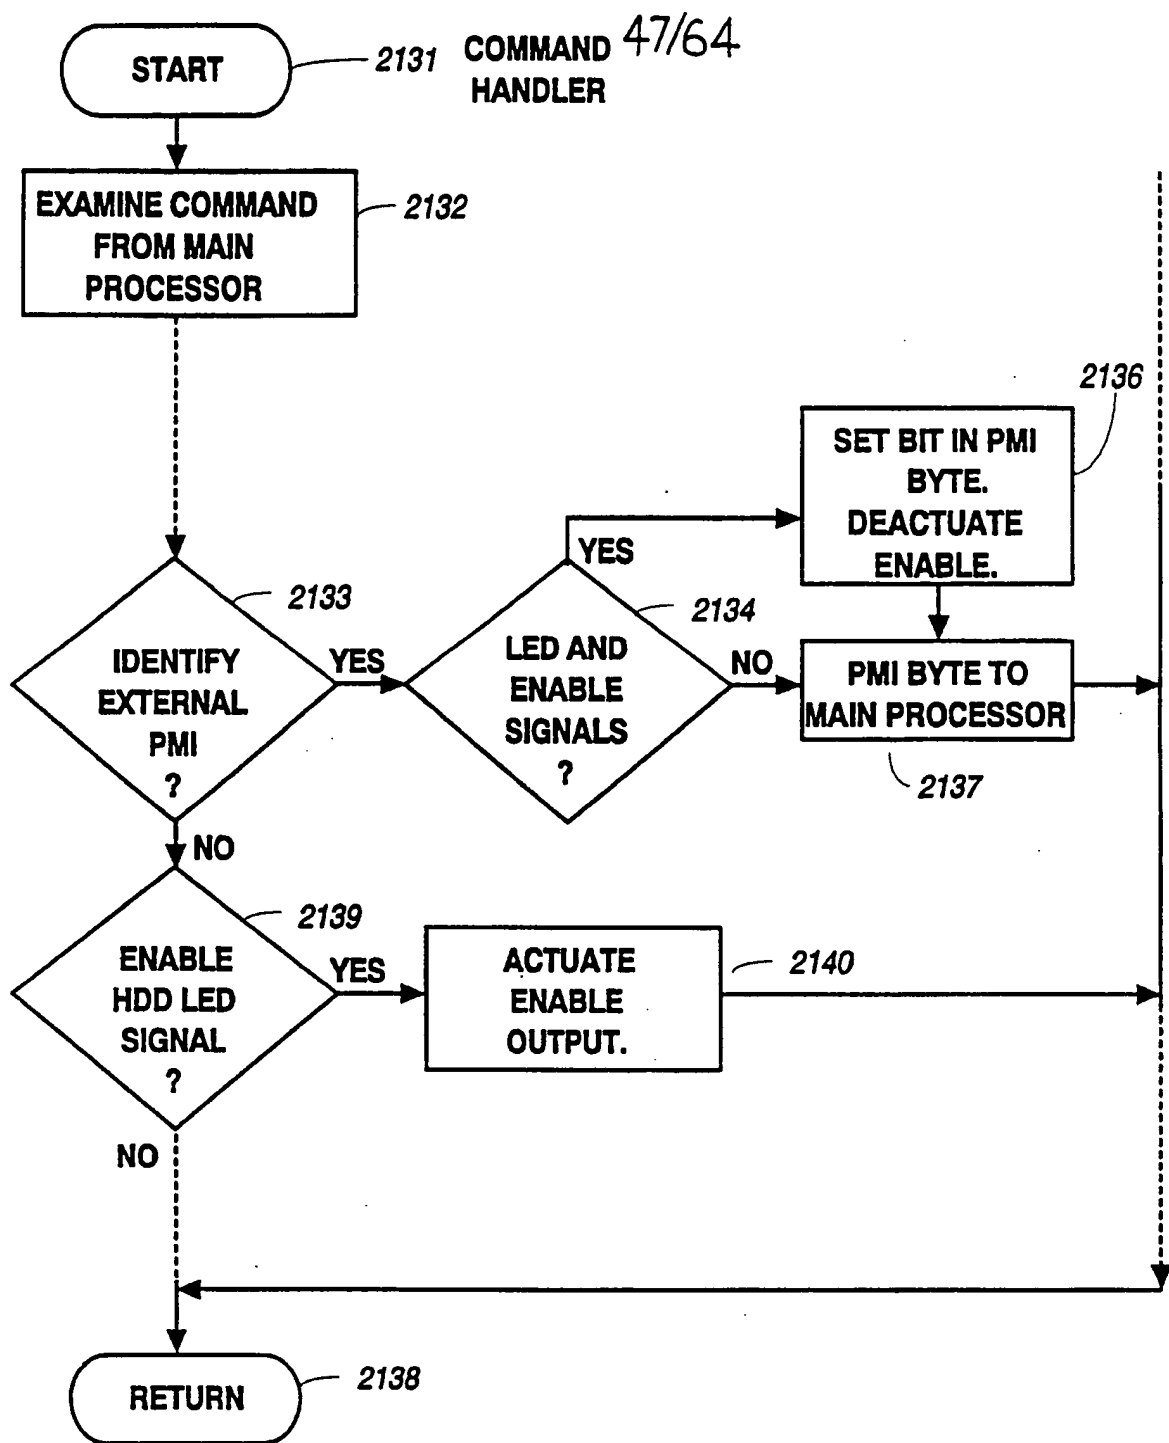 START
2131
COMMAND 47/64
HANDLER
EXAMINE COMMAND
FROM MAIN
PROCESSOR
2132
2136
SET BIT IN PMI
BYTE.
DEACTUATE
ENABLE.
YES
2133
2134
IDENTIFY
EXTERNAL
PMI
?
YES
LED AND
ENABLE
SIGNALS
?
NO
PMI BYTE TO
MAIN PROCESSOR
2137
NO
2139
ENABLE
HDD LED
SIGNAL
?
YES
ACTUATE
ENABLE
OUTPUT.
2140
NO
RETURN
2138